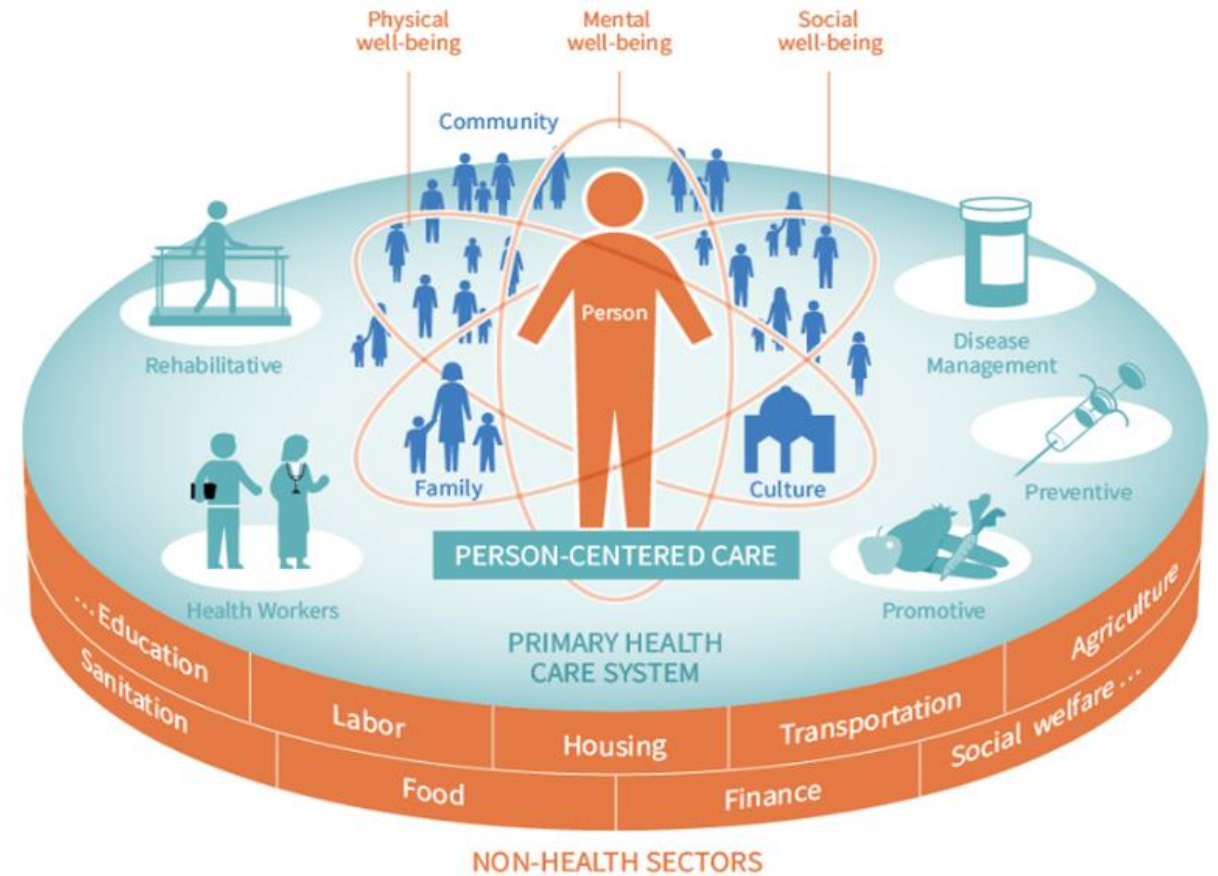 Physical
well-being
Mental
well-being
Social
well-being
Community
Person
Rehabilitative
Disease
Management
Family
Culture
Preventive
PERSON-CENTERED CARE
Health Workers
Promotive
PRIMARY HEALTH
CARE SYSTEM
...Education
Labor
Housing
Transportation
Agriculture
Sanitation
Food
Finance
Social welfare...
NON-HEALTH SECTORS